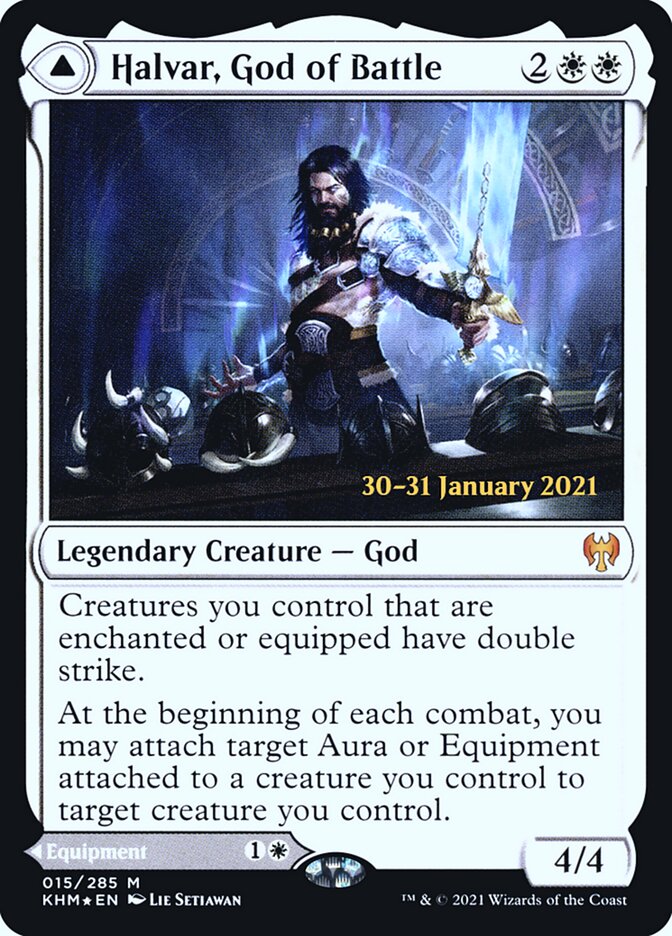 Halvar, God of Battle 2
30–31 January 2021
Legendary Creature — God
Creatures you control that are
enchanted or equipped have double
strike.
At the beginning of each combat, you
may attach target Aura or Equipment
attached to a creature you control to
target creature you control.
Equipment 1
4/4
015/285 M
KHM★EN Lie Setiawan
™ & © 2021 Wizards of the Coast